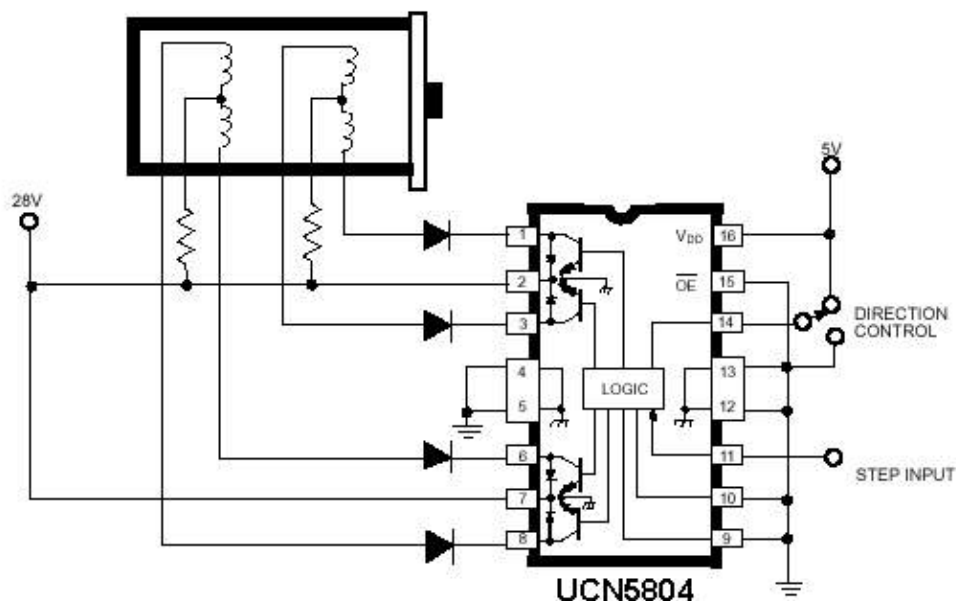 28V
5V
1
2
3
4
5
6
7
8
V DD
OE
LOGIC
16
15
14
13
12
11
10
9
DIRECTION
CONTROL
STEP INPUT
UCN5804